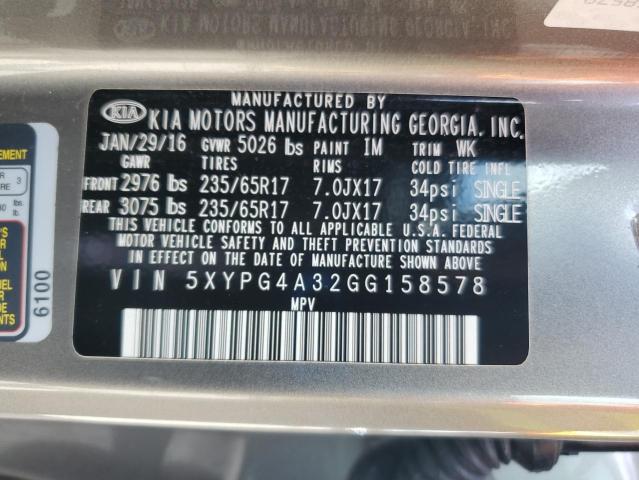 8578
MANUFACTURED BY
KIA KIA MOTORS MANUFACTURING GEORGIA, INC.
JAN/29/16 GVWR 5026 lbs PAINT IM TRIM WK
GAWR TIRES RIMS COLD TIRE INFL
FRONT 2976 lbs 235/65R17 7.0JX17 34psi SINGLE
REAR 3075 lbs 235/65R17 7.0JX17 34psi SINGLE
THIS VEHICLE CONFORMS TO ALL APPLICABLE U.S.A. FEDERAL
MOTOR VEHICLE SAFETY AND THEFT PREVENTION STANDARDS
IN EFFECT ON THE DATE OF MANUFACTURE SHOWN ABOVE.
VIN 5XYPG4A32GG158578
MPV
6100